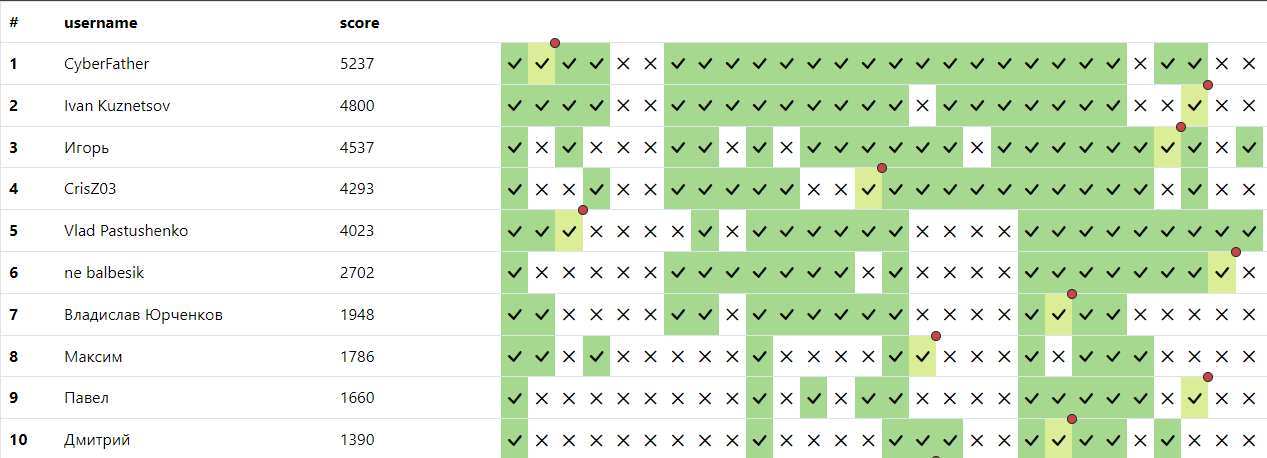 # username score
1 CyberFather 5237
2 Ivan Kuznetsov 4800
3 Игорь 4537
4 CrisZ03 4293
5 Vlad Pastushenko 4023
6 ne balbesik 2702
7 Владислав Юрченков 1948
8 Максим 1786
9 Павел 1660
10 Дмитрий 1390